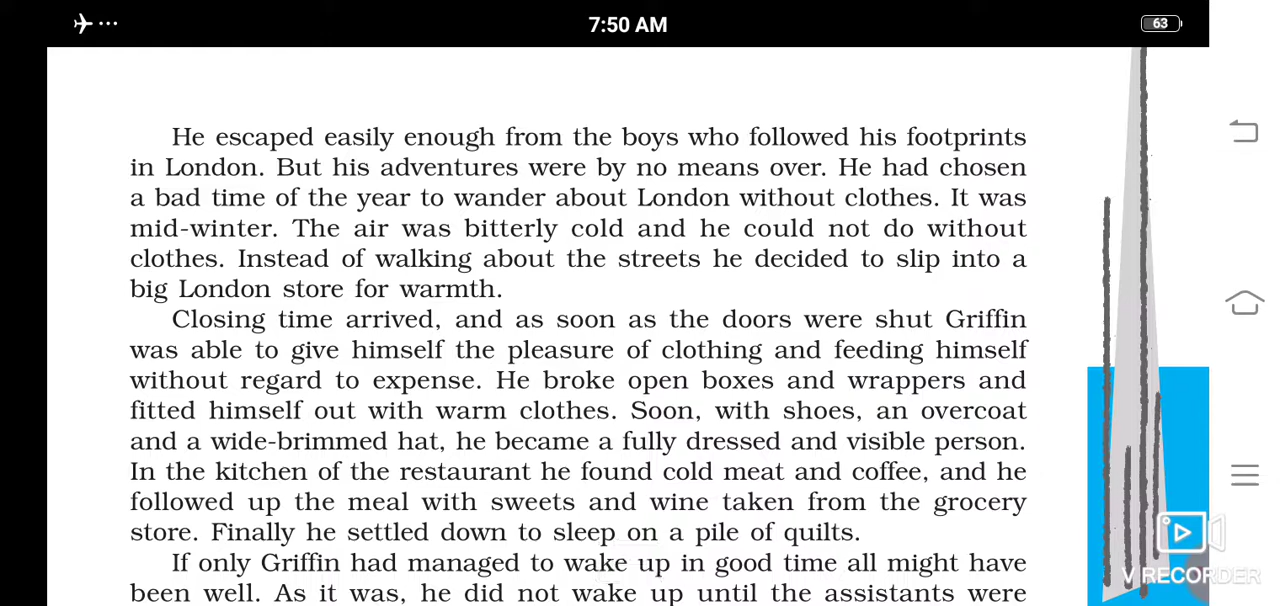 7:50 AM
63
He escaped easily enough from the boys who followed his footprints
in London. But his adventures were by no means over. He had chosen
a bad time of the year to wander about London without clothes. It was
mid-winter. The air was bitterly cold and he could not do without
clothes. Instead of walking about the streets he decided to slip into a
big London store for warmth.
Closing time arrived, and as soon as the doors were shut Griffin
was able to give himself the pleasure of clothing and feeding himself
without regard to expense. He broke open boxes and wrappers and
fitted himself out with warm clothes. Soon, with shoes, an overcoat
and a wide-brimmed hat, he became a fully dressed and visible person.
In the kitchen of the restaurant he found cold meat and coffee, and he
followed up the meal with sweets and wine taken from the grocery
store. Finally he settled down to sleep on a pile of quilts.
If only Griffin had managed to wake up in good time all might have
been well. As it was, he did not wake up until the assistants were
V RECORDER